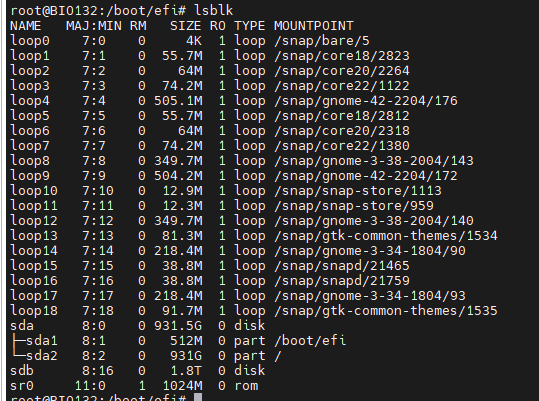 root@BIO132:/boot/efi# lsblk
NAME   MAJ:MIN RM   SIZE RO TYPE MOUNTPOINT
loop0    7:0    0     4K  1 loop /snap/bare/5
loop1    7:1    0  55.7M  1 loop /snap/core18/2823
loop2    7:2    0    64M  1 loop /snap/core20/2264
loop3    7:3    0  74.2M  1 loop /snap/core22/1122
loop4    7:4    0 505.1M  1 loop /snap/gnome-42-2204/176
loop5    7:5    0  55.7M  1 loop /snap/core18/2812
loop6    7:6    0    64M  1 loop /snap/core20/2318
loop7    7:7    0  74.2M  1 loop /snap/core22/1380
loop8    7:8    0 349.7M  1 loop /snap/gnome-3-38-2004/143
loop9    7:9    0 504.2M  1 loop /snap/gnome-42-2204/172
loop10   7:10   0  12.9M  1 loop /snap/snap-store/1113
loop11   7:11   0  12.3M  1 loop /snap/snap-store/959
loop12   7:12   0 349.7M  1 loop /snap/gnome-3-38-2004/140
loop13   7:13   0  81.3M  1 loop /snap/gtk-common-themes/1534
loop14   7:14   0 218.4M  1 loop /snap/gnome-3-34-1804/90
loop15   7:15   0  38.8M  1 loop /snap/snapd/21465
loop16   7:16   0  38.8M  1 loop /snap/snapd/21759
loop17   7:17   0 218.4M  1 loop /snap/gnome-3-34-1804/93
loop18   7:18   0  91.7M  1 loop /snap/gtk-common-themes/1535
sda      8:0    0 931.5G  0 disk
├─sda1   8:1    0   512M  0 part /boot/efi
└─sda2   8:2    0   931G  0 part /
sdb      8:16   0   1.8T  0 disk
sr0     11:0    1  1024M  0 rom
root@BIO132:/boot/efi#